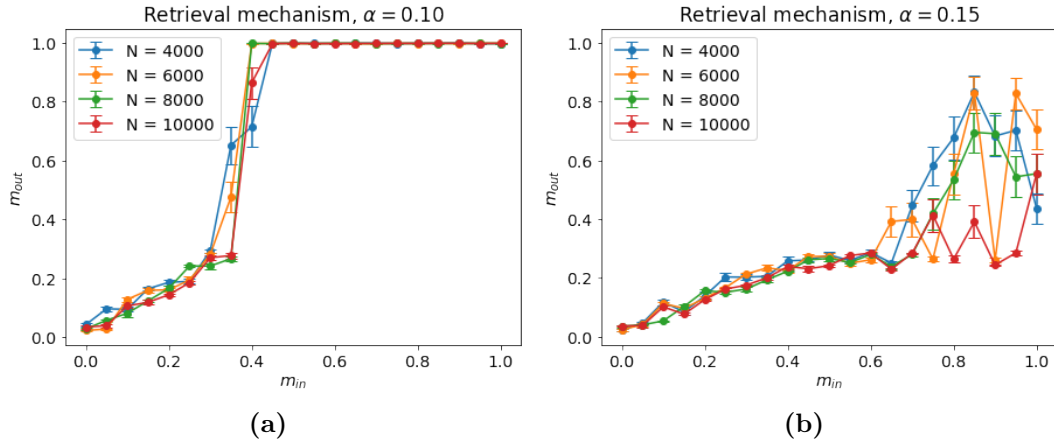 Retrieval mechanism, α = 0.10
N = 4000
N = 6000
N = 8000
N = 10000
1.0
0.8
0.6
0.4
0.2
0.0
m_out
0.0 0.2 0.4 0.6 0.8 1.0
m_in
(a)
Retrieval mechanism, α = 0.15
N = 4000
N = 6000
N = 8000
N = 10000
1.0
0.8
0.6
0.4
0.2
0.0
m_out
0.0 0.2 0.4 0.6 0.8 1.0
m_in
(b)